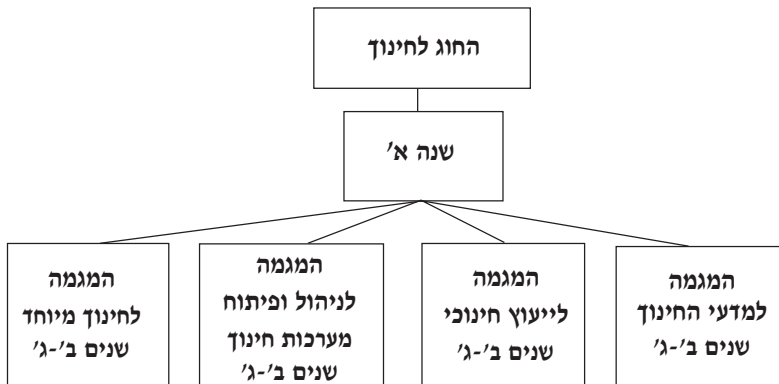 החוג לחינוך
שנה א'
המגמה
למדעי החינוך
שנים ב'-ג'
המגמה
לייעוץ חינוכי
שנים ב'-ג'
המגמה
לניהול ופיתוח
מערכות חינוך
שנים ב'-ג'
המגמה
לחינוך מיוחד
שנים ב'-ג'